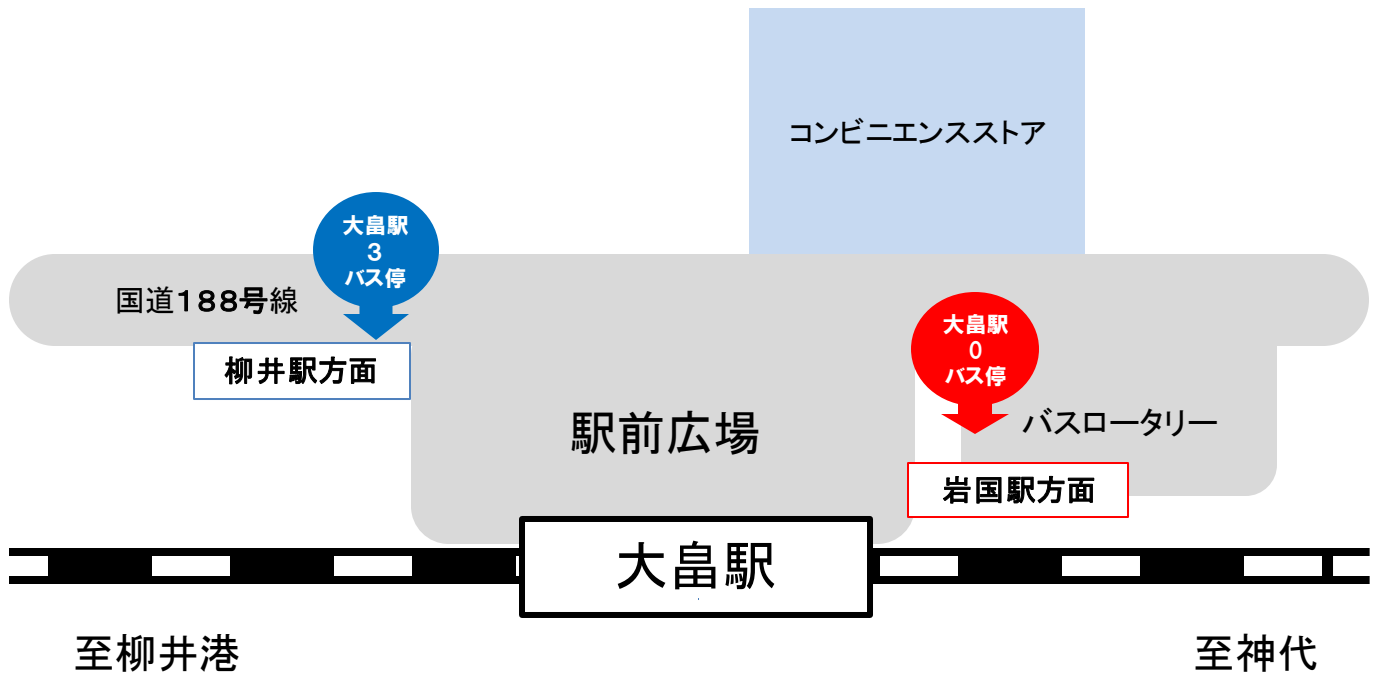 コンビニエンスストア
大畠駅
3
バス停
国道188号線
柳井駅方面
大畠駅
0
バス停
駅前広場
バスロータリー
岩国駅方面
大畠駅
至柳井港
至神代